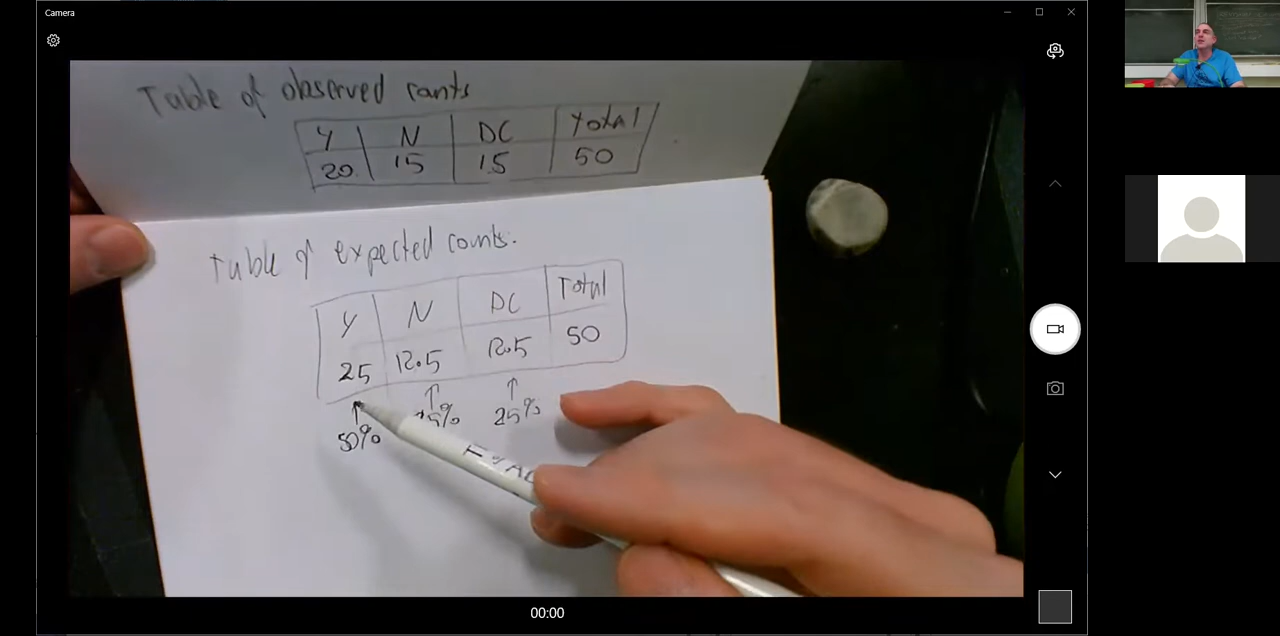 Camera
Table of observed counts
Y N DC Total
20 15 15 50
Table of expected counts.
Y N DC Total
25 12.5 12.5 50
↑ ↑ ↑
50% 25%
00:00